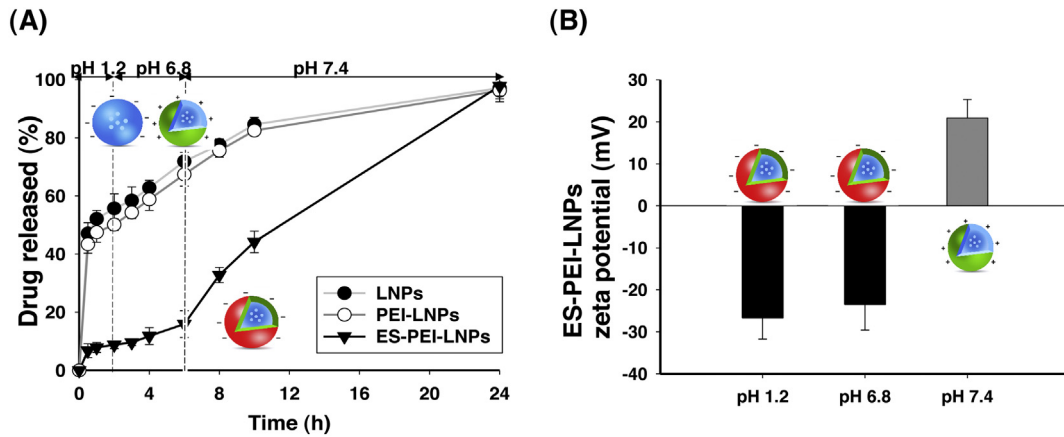 (A)
pH 1.2 pH 6.8 pH 7.4
Drug released (%)
100
80
60
40
20
0
LNPs
PEI-LNPs
ES-PEI-LNPs
0 4 8 12 16 20 24
Time (h)
(B)
ES-PEI-LNPs
zeta potential (mV)
30
20
10
0
-10
-20
-30
-40
pH 1.2 pH 6.8 pH 7.4